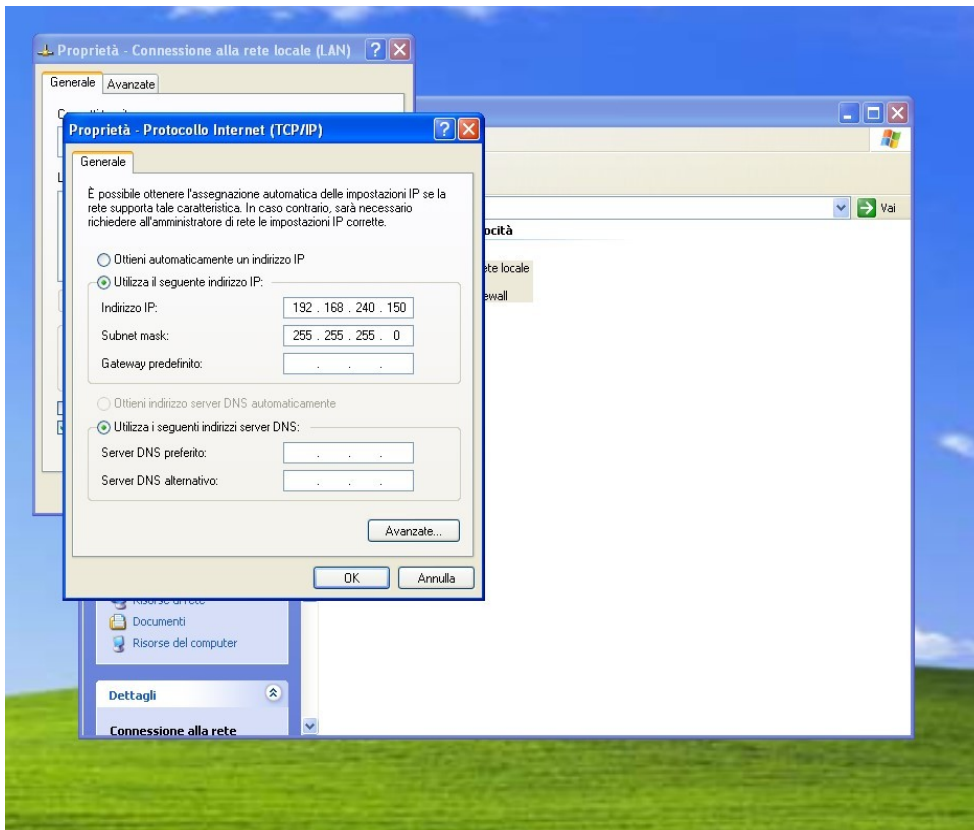 Proprietà - Connessione alla rete locale (LAN)
Generale
Avanzate
Proprietà - Protocollo Internet (TCP/IP)
Generale
È possibile ottenere l'assegnazione automatica delle impostazioni IP se la
rete supporta tale caratteristica. In caso contrario, sarà necessario
richiedere all'amministratore di rete le impostazioni IP corrette.
Ottieni automaticamente un indirizzo IP
Utilizza il seguente indirizzo IP:
Indirizzo IP: 192 . 168 . 240 . 150
Subnet mask: 255 . 255 . 255 . 0
Gateway predefinito: . . .
Ottieni indirizzo server DNS automaticamente
Utilizza i seguenti indirizzi server DNS:
Server DNS preferito: . . .
Server DNS alternativo: . . .
Avanzate...
OK
Annulla
Vai
ocità
ete locale
ewall
Risorse di rete
Documenti
Risorse del computer
Dettagli
Connessione alla rete